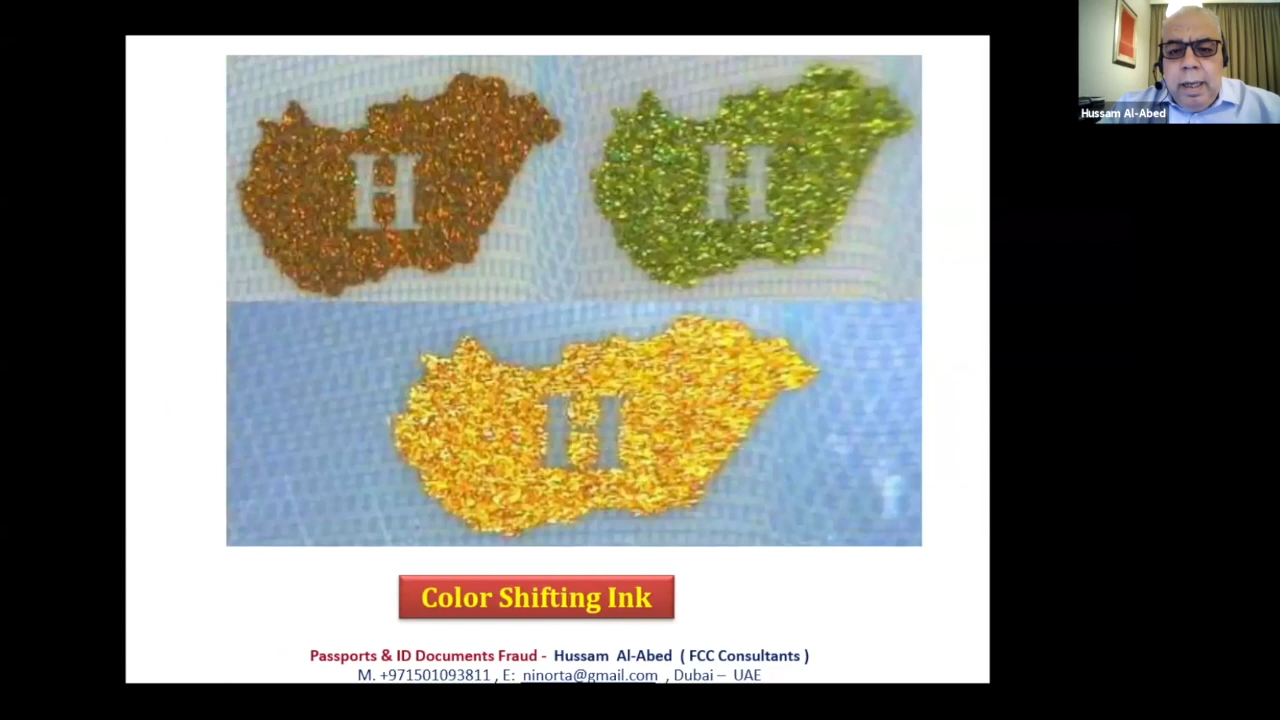 Hussam Al-Abed
H
H
H
Color Shifting Ink
Passports & ID Documents Fraud - Hussam Al-Abed ( FCC Consultants )
M. +971501093811 , E: ninorta@gmail.com , Dubai – UAE